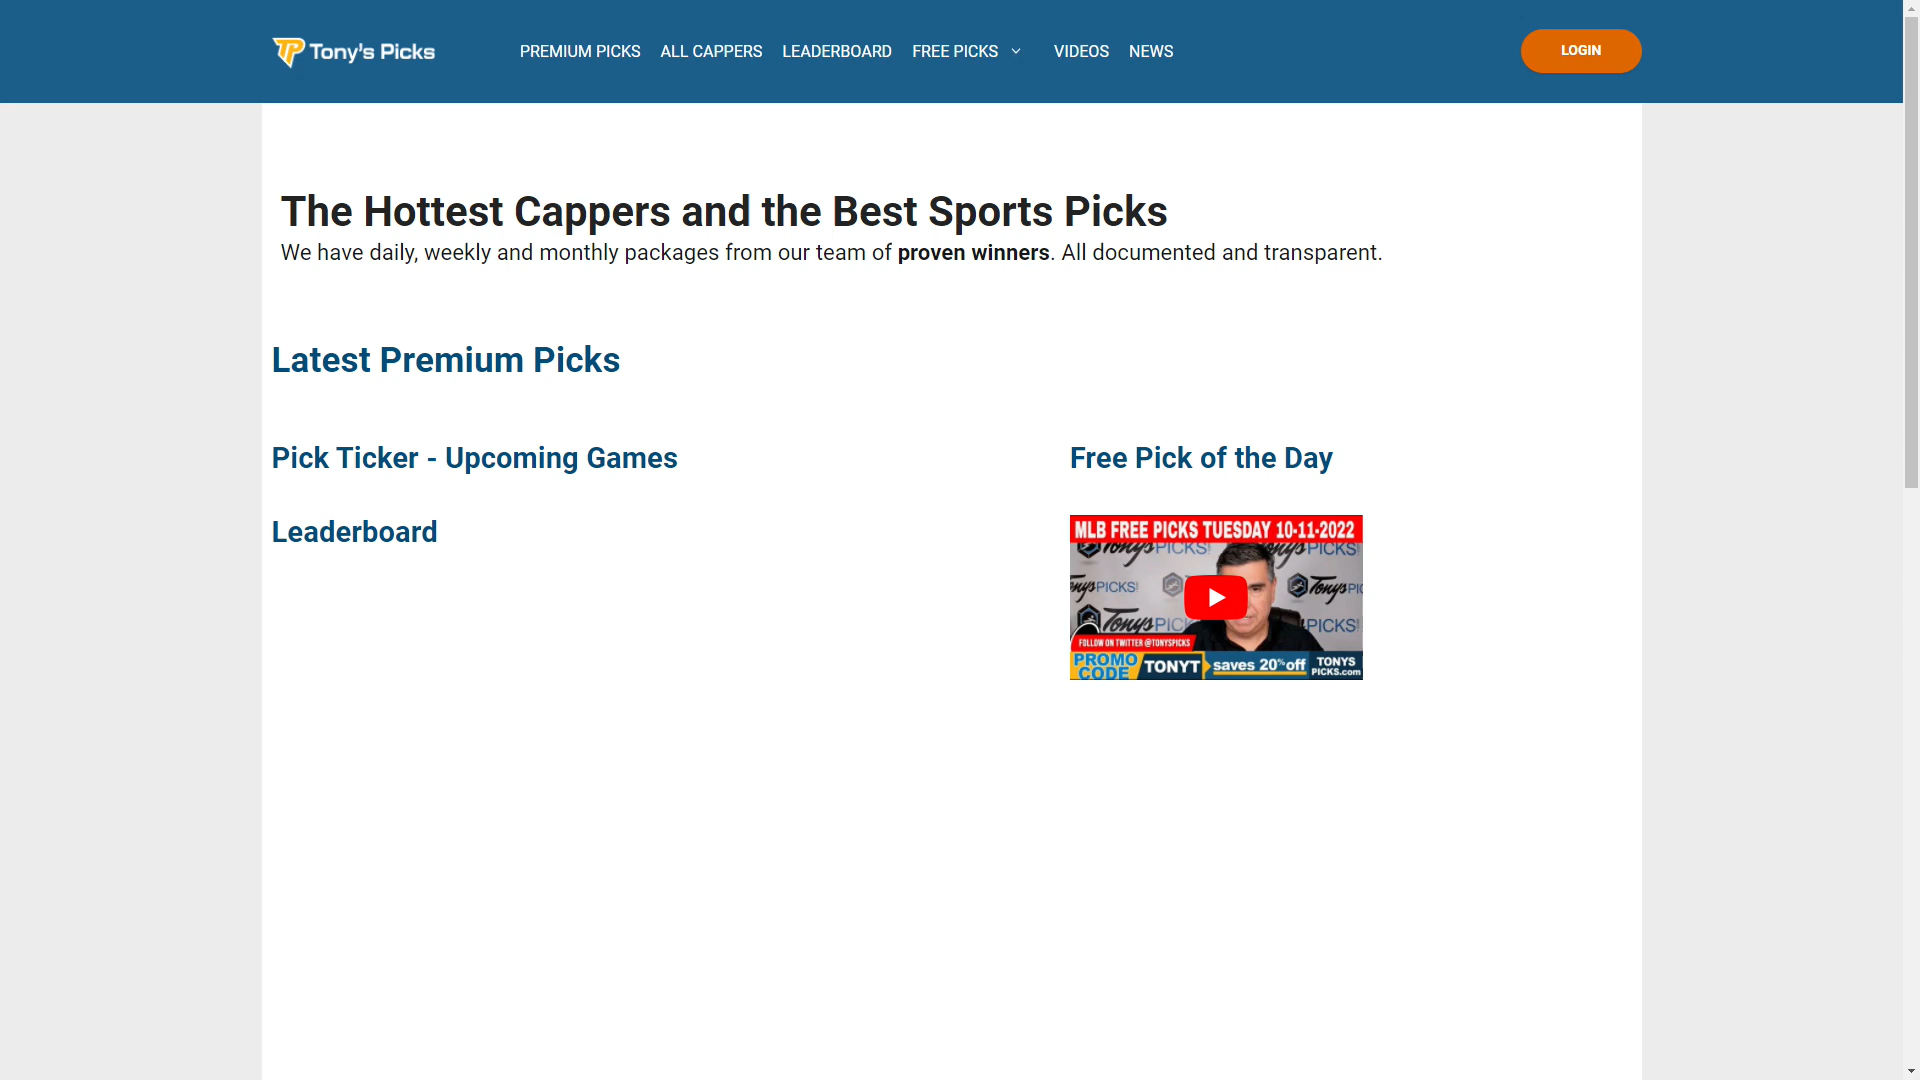 Tony's Picks
PREMIUM PICKS
ALL CAPPERS
LEADERBOARD
FREE PICKS
VIDEOS
NEWS
LOGIN
The Hottest Cappers and the Best Sports Picks
We have daily, weekly and monthly packages from our team of proven winners. All documented and transparent.
Latest Premium Picks
Pick Ticker - Upcoming Games
Free Pick of the Day
Leaderboard
MLB FREE PICKS TUESDAY 10-11-2022
FOLLOW ON TWITTER @TONYSPICKS
PROMO CODE TONYT saves 20% off TONYS PICKS.com